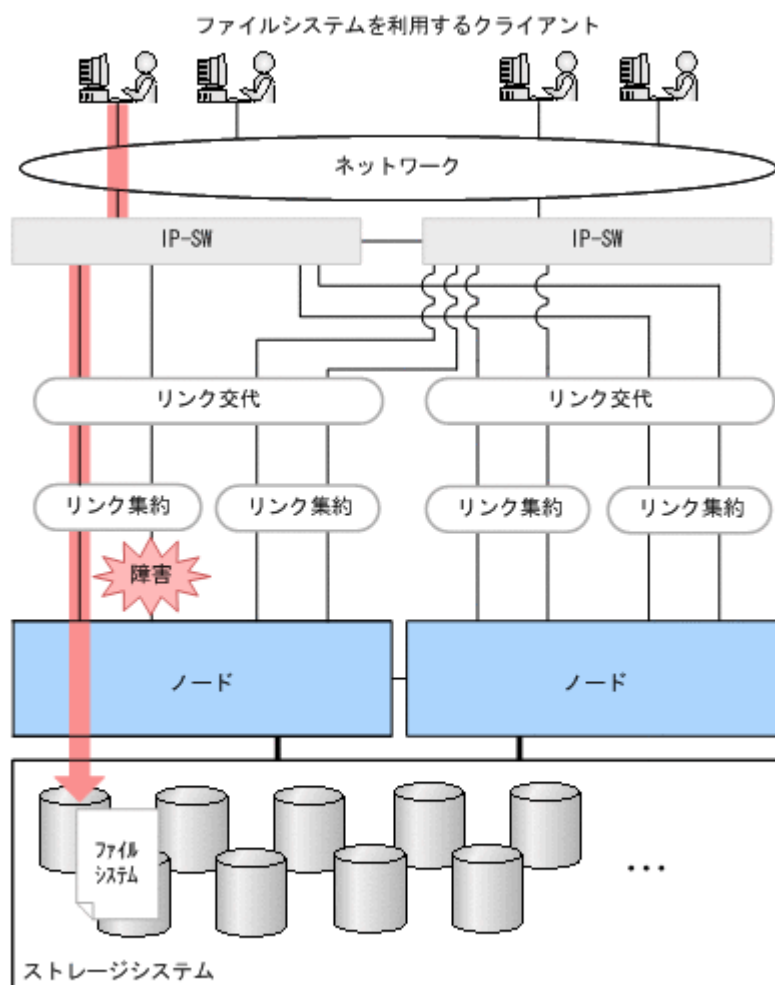 ファイルシステムを利用するクライアント
ネットワーク
IP-SW
IP-SW
リンク交代
リンク交代
リンク集約
リンク集約
リンク集約
リンク集約
障害
ノード
ノード
ファイル
システム
...
ストレージシステム